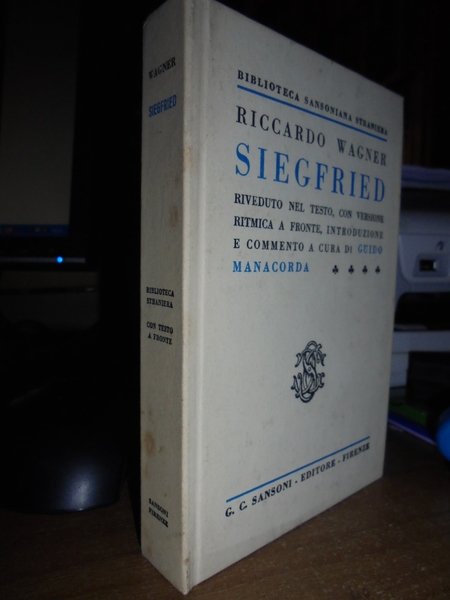 WAGNER
SIEGFRIED
BIBLIOTECA
STRANIERA
CON TESTO
A FRONTE
SANSONI
FIRENZE
BIBLIOTECA SANSONIANA STRANIERA
RICCARDO WAGNER
SIEGFRIED
RIVEDUTO NEL TESTO, CON VERSIONE
RITMICA A FRONTE, INTRODUZIONE
E COMMENTO A CURA DI GUIDO
MANACORDA ♣ ♣ ♣ ♣
G. C. SANSONI - EDITORE - FIRENZE